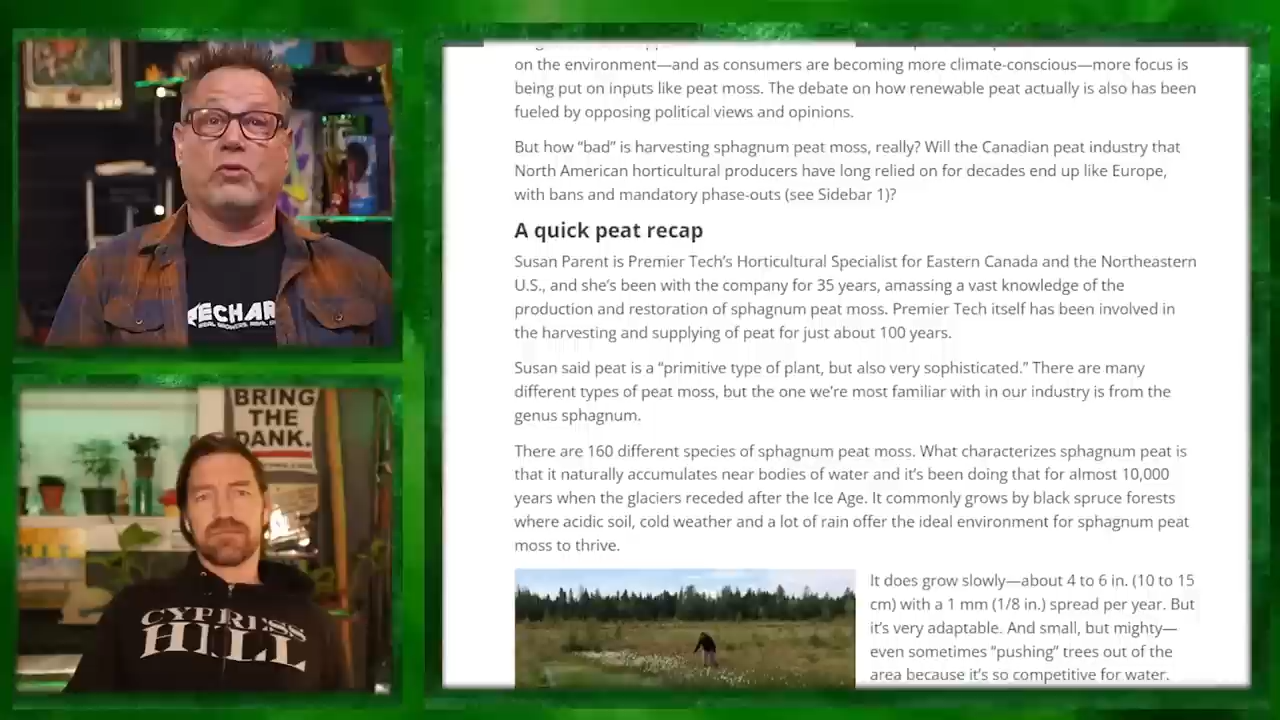 on the environment—and as consumers are becoming more climate-conscious—more focus is
being put on inputs like peat moss. The debate on how renewable peat actually is also has been
fueled by opposing political views and opinions.
But how “bad” is harvesting sphagnum peat moss, really? Will the Canadian peat industry that
North American horticultural producers have long relied on for decades end up like Europe,
with bans and mandatory phase-outs (see Sidebar 1)?
A quick peat recap
Susan Parent is Premier Tech’s Horticultural Specialist for Eastern Canada and the Northeastern
U.S., and she’s been with the company for 35 years, amassing a vast knowledge of the
production and restoration of sphagnum peat moss. Premier Tech itself has been involved in
the harvesting and supplying of peat for just about 100 years.
Susan said peat is a “primitive type of plant, but also very sophisticated.” There are many
different types of peat moss, but the one we’re most familiar with in our industry is from the
genus sphagnum.
There are 160 different species of sphagnum peat moss. What characterizes sphagnum peat is
that it naturally accumulates near bodies of water and it’s been doing that for almost 10,000
years when the glaciers receded after the Ice Age. It commonly grows by black spruce forests
where acidic soil, cold weather and a lot of rain offer the ideal environment for sphagnum peat
moss to thrive.
It does grow slowly—about 4 to 6 in. (10 to 15
cm) with a 1 mm (1/8 in.) spread per year. But
it’s very adaptable. And small, but mighty—
even sometimes “pushing” trees out of the
area because it’s so competitive for water.
ECHAR
REAL GROWERS. REAL
BRING
THE
DANK.
CYPRESS
HILL